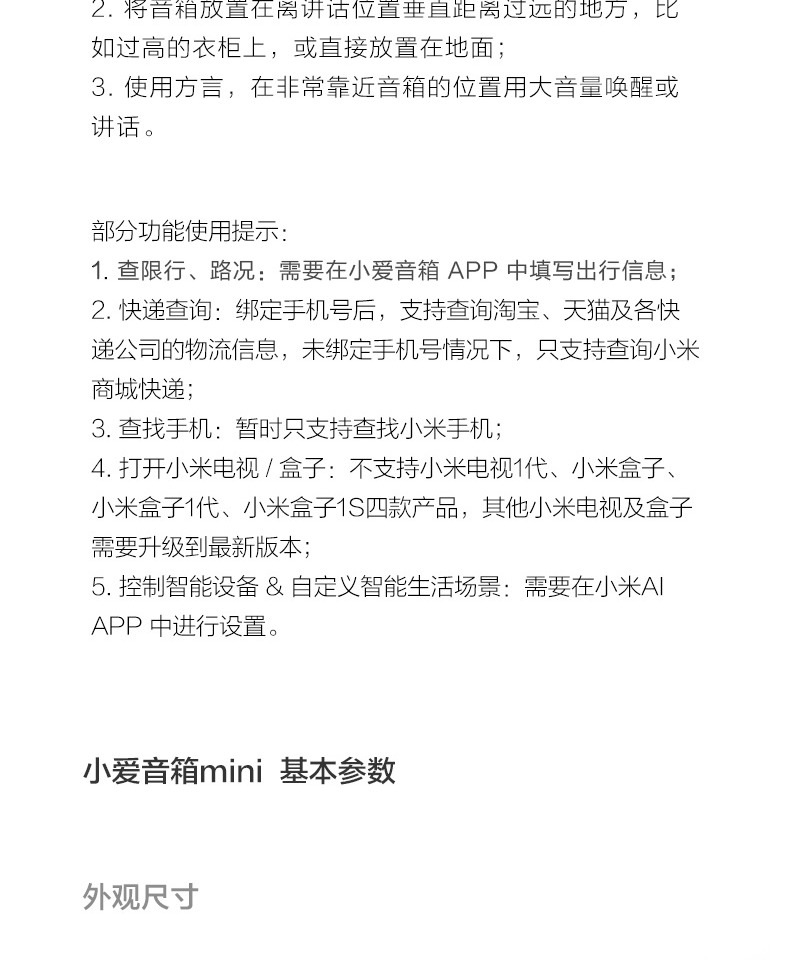 2. 将音箱放置在离讲话位置垂直距离过远的地方，比
如过高的衣柜上，或直接放置在地面；
3. 使用方言，在非常靠近音箱的位置用大音量唤醒或
讲话。
部分功能使用提示：
1. 查限行、路况：需要在小爱音箱 APP 中填写出行信息；
2. 快递查询：绑定手机号后，支持查询淘宝、天猫及各快
递公司的物流信息，未绑定手机号情况下，只支持查询小米
商城快递；
3. 查找手机：暂时只支持查找小米手机；
4. 打开小米电视 / 盒子：不支持小米电视1代、小米盒子、
小米盒子1代、小米盒子1S四款产品，其他小米电视及盒子
需要升级到最新版本；
5. 控制智能设备 & 自定义智能生活场景：需要在小米AI
APP 中进行设置。
小爱音箱mini 基本参数
外观尺寸